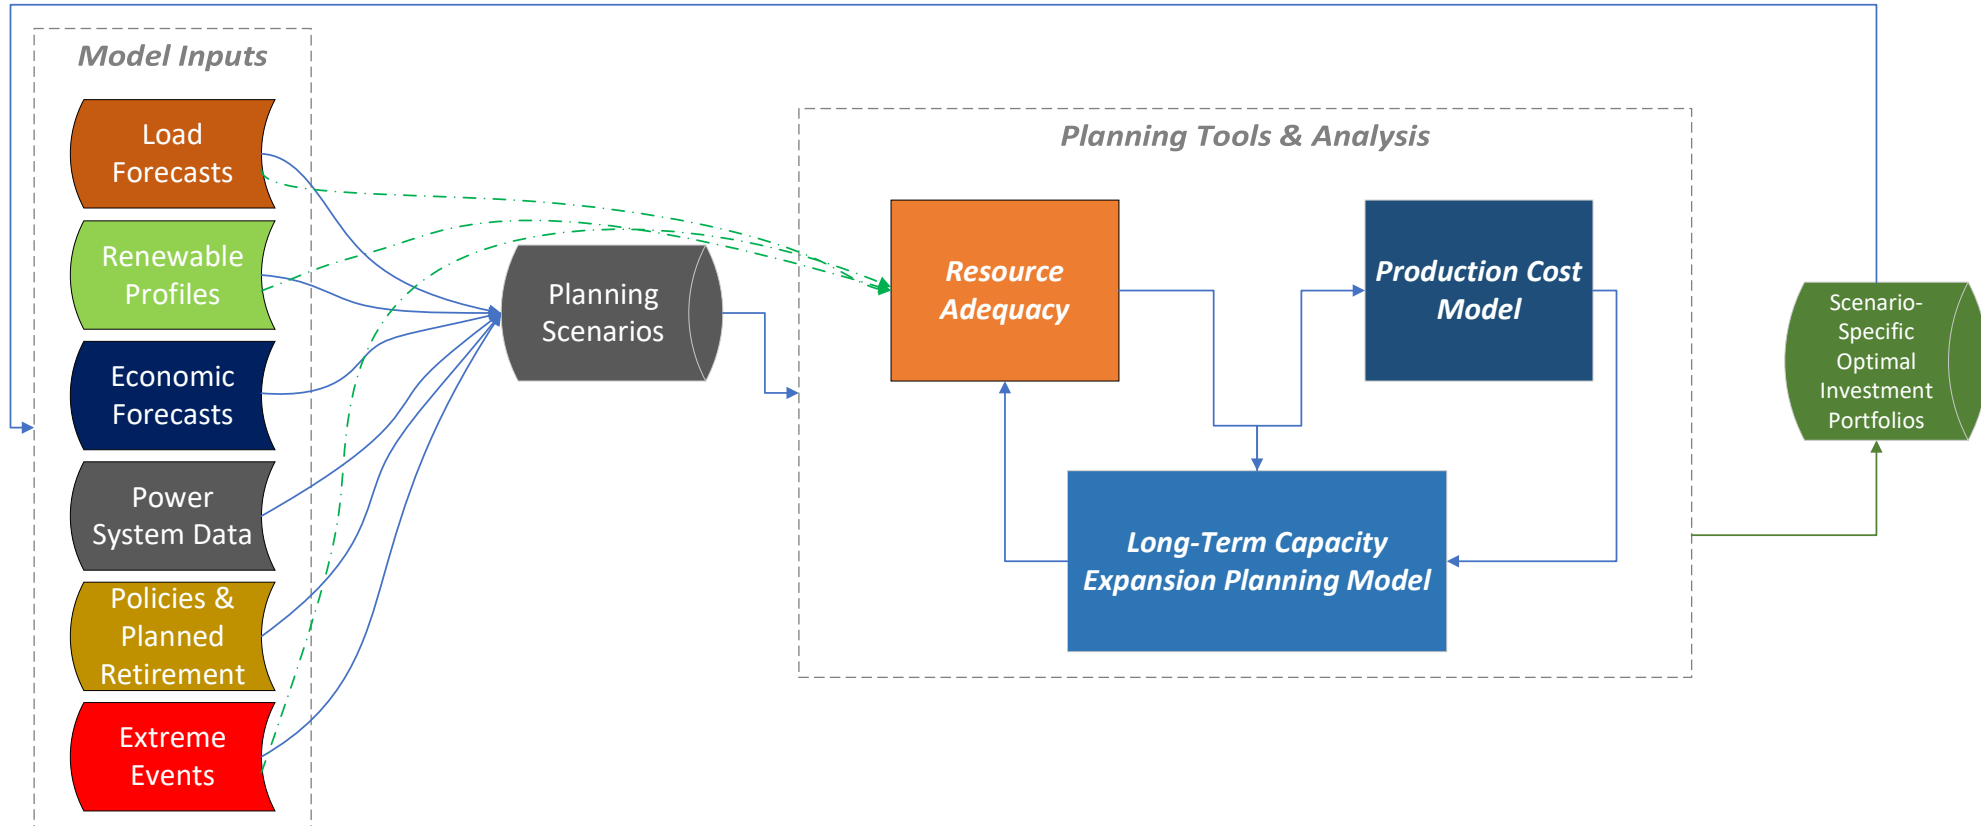 Model Inputs
Load
Forecasts
Renewable
Profiles
Economic
Forecasts
Power
System Data
Policies &
Planned
Retirement
Extreme
Events
Planning
Scenarios
Planning Tools & Analysis
Resource
Adequacy
Production Cost
Model
Long-Term Capacity
Expansion Planning Model
Scenario-
Specific
Optimal
Investment
Portfolios